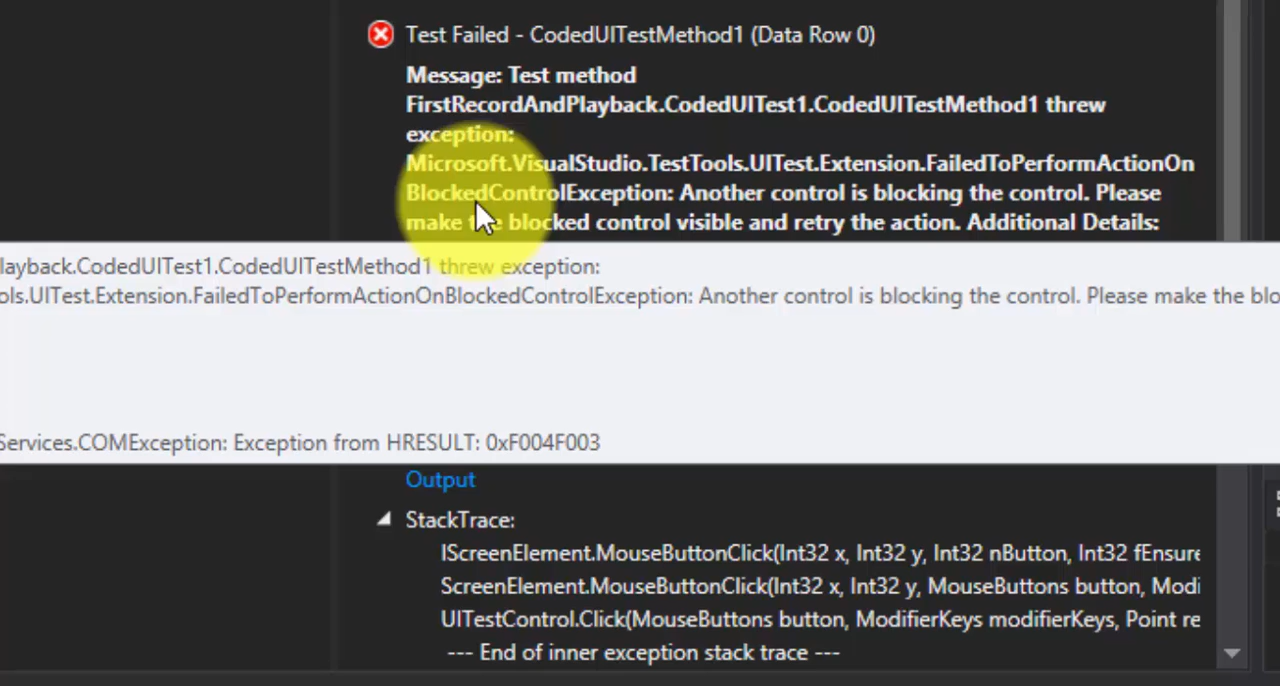 Test Failed - CodedUITestMethod1 (Data Row 0)
Message: Test method
FirstRecordAndPlayback.CodedUITest1.CodedUITestMethod1 threw
exception:
Microsoft.VisualStudio.TestTools.UITest.Extension.FailedToPerformActionOn
BlockedControlException: Another control is blocking the control. Please
make the blocked control visible and retry the action. Additional Details:
layback.CodedUITest1.CodedUITestMethod1 threw exception:
ols.UITest.Extension.FailedToPerformActionOnBlockedControlException: Another control is blocking the control. Please make the blo
Services.COMException: Exception from HRESULT: 0xF004F003
Output
StackTrace:
IScreenElement.MouseButtonClick(Int32 x, Int32 y, Int32 nButton, Int32 fEnsure
ScreenElement.MouseButtonClick(Int32 x, Int32 y, MouseButtons button, Modi
UITestControl.Click(MouseButtons button, ModifierKeys modifierKeys, Point re
--- End of inner exception stack trace ---